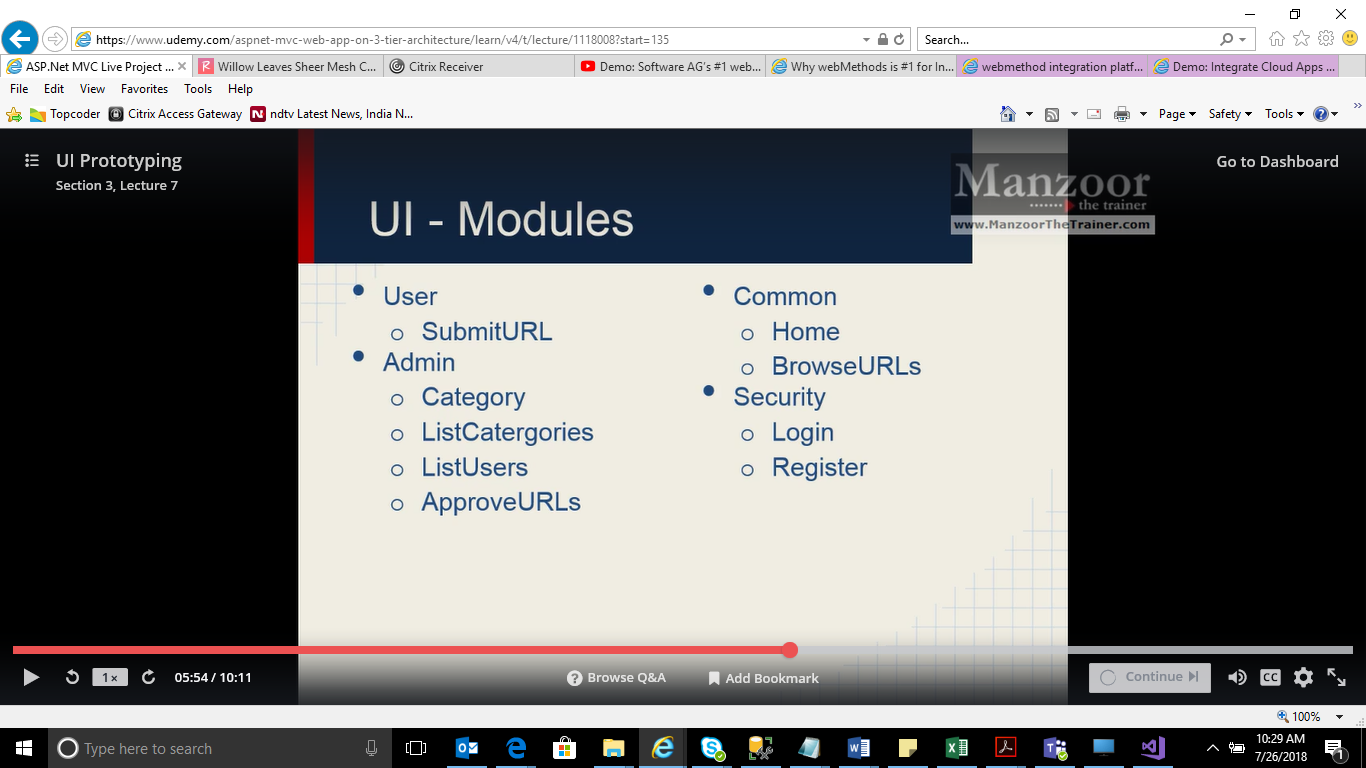 https://www.udemy.com/aspnet-mvc-web-app-on-3-tier-architecture/learn/v4/t/lecture/1118008?start=135
Search...
ASP.Net MVC Live Project ...
Willow Leaves Sheer Mesh C...
Citrix Receiver
Demo: Software AG's #1 web...
Why webMethods is #1 for In...
webmethod integration platf...
Demo: Integrate Cloud Apps ...
File Edit View Favorites Tools Help
Topcoder
Citrix Access Gateway
ndtv Latest News, India N...
Page
Safety
Tools
UI Prototyping
Section 3, Lecture 7
Go to Dashboard
Manzoor
the trainer
www.ManzoorTheTrainer.com
UI - Modules
User
SubmitURL
Admin
Category
ListCatergories
ListUsers
ApproveURLs
Common
Home
BrowseURLs
Security
Login
Register
1×
05:54 / 10:11
Browse Q&A
Add Bookmark
Continue
CC
100%
Type here to search
10:29 AM
7/26/2018
1